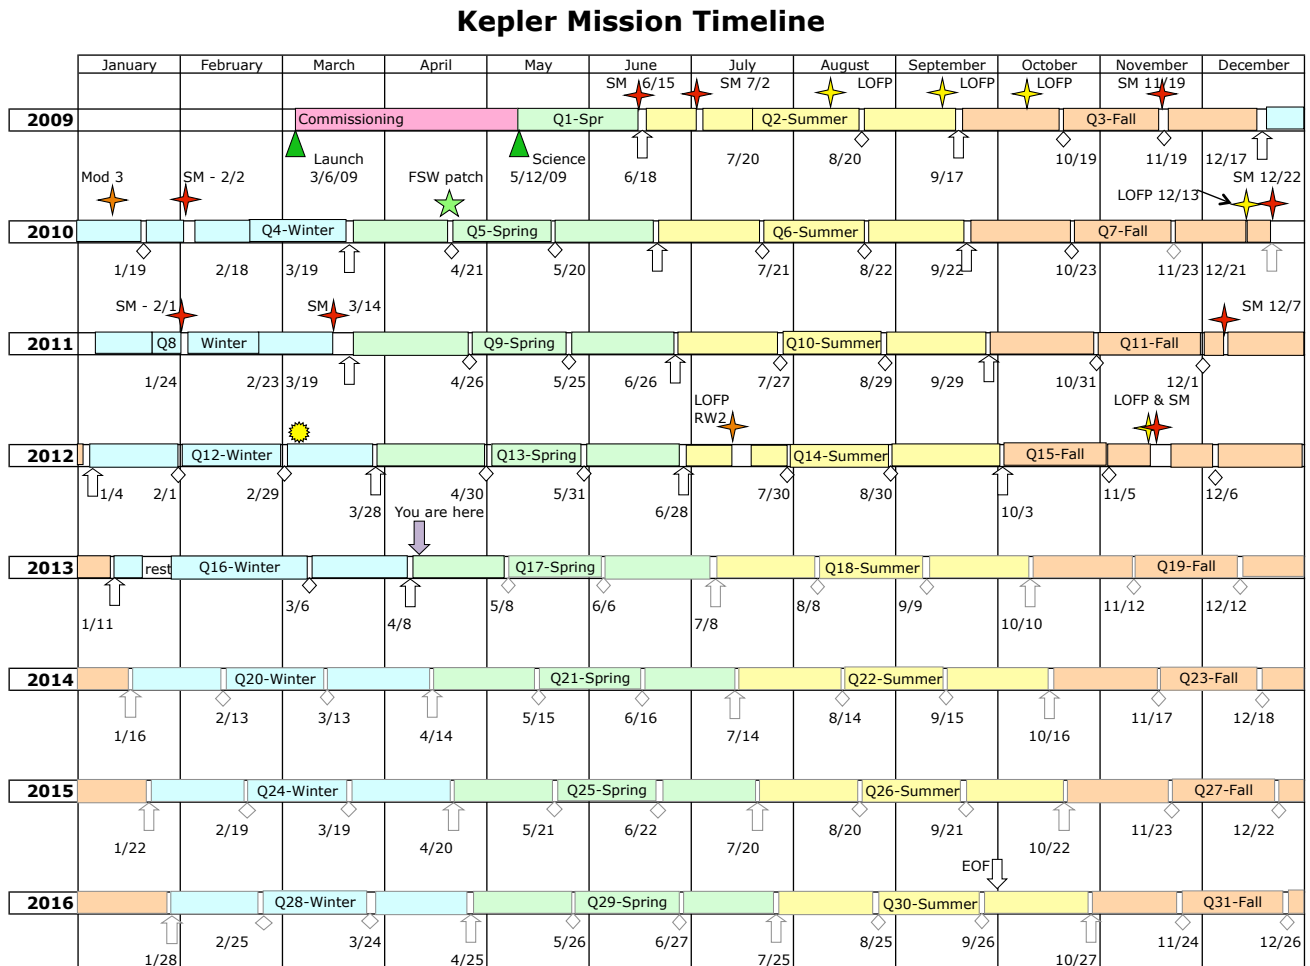 Kepler Mission Timeline
January February March April May June July August September October November December
SM 6/15 SM 7/2 LOFP LOFP LOFP SM 11/19
2009 Commissioning Q1-Spr Q2-Summer Q3-Fall
Launch Science 7/20 8/20 10/19 11/19 12/17
3/6/09 5/12/09 6/18 9/17
Mod 3 SM - 2/2 FSW patch LOFP 12/13 SM 12/22
2010 Q4-Winter Q5-Spring Q6-Summer Q7-Fall
1/19 2/18 3/19 4/21 5/20 7/21 8/22 9/22 10/23 11/23 12/21
SM - 2/1 SM 3/14 SM 12/7
2011 Q8 Winter Q9-Spring Q10-Summer Q11-Fall
1/24 2/23 3/19 4/26 5/25 6/26 7/27 8/29 9/29 10/31 12/1
LOFP LOFP & SM
RW2
2012 Q12-Winter Q13-Spring Q14-Summer Q15-Fall
1/4 2/1 2/29 4/30 5/31 7/30 8/30 11/5 12/6
3/28 6/28 10/3
You are here
2013 rest Q16-Winter Q17-Spring Q18-Summer Q19-Fall
3/6 5/8 6/6 8/8 9/9 11/12 12/12
1/11 4/8 7/8 10/10
2014 Q20-Winter Q21-Spring Q22-Summer Q23-Fall
2/13 3/13 5/15 6/16 8/14 9/15 11/17 12/18
1/16 4/14 7/14 10/16
2015 Q24-Winter Q25-Spring Q26-Summer Q27-Fall
2/19 3/19 5/21 6/22 8/20 9/21 11/23 12/22
1/22 4/20 7/20 10/22
EOF
2016 Q28-Winter Q29-Spring Q30-Summer Q31-Fall
2/25 3/24 5/26 6/27 8/25 9/26 11/24 12/26
1/28 4/25 7/25 10/27